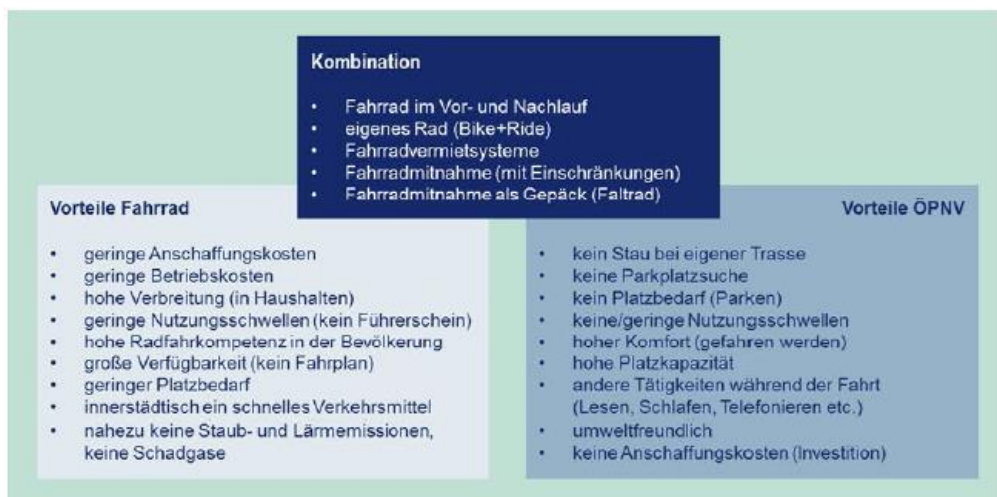 Kombination
• Fahrrad im Vor- und Nachlauf
• eigenes Rad (Bike+Ride)
• Fahrradvermietsysteme
• Fahrradmitnahme (mit Einschränkungen)
• Fahrradmitnahme als Gepäck (Faltrad)
Vorteile Fahrrad
• geringe Anschaffungskosten
• geringe Betriebskosten
• hohe Verbreitung (in Haushalten)
• geringe Nutzungsschwellen (kein Führerschein)
• hohe Radfahrkompetenz in der Bevölkerung
• große Verfügbarkeit (kein Fahrplan)
• geringer Platzbedarf
• innerstädtisch ein schnelles Verkehrsmittel
• nahezu keine Staub- und Lärmemissionen,
keine Schadgase
Vorteile ÖPNV
• kein Stau bei eigener Trasse
• keine Parkplatzsuche
• kein Platzbedarf (Parken)
• keine/geringe Nutzungsschwellen
• hoher Komfort (gefahren werden)
• hohe Platzkapazität
• andere Tätigkeiten während der Fahrt
(Lesen, Schlafen, Telefonieren etc.)
• umweltfreundlich
• keine Anschaffungskosten (Investition)